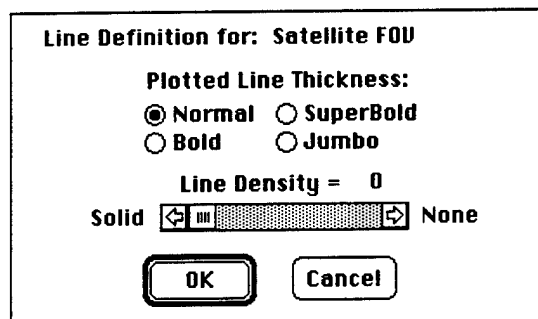 Line Definition for: Satellite FOV
Plotted Line Thickness:
Normal SuperBold
Bold Jumbo
Line Density = 0
Solid None
OK Cancel